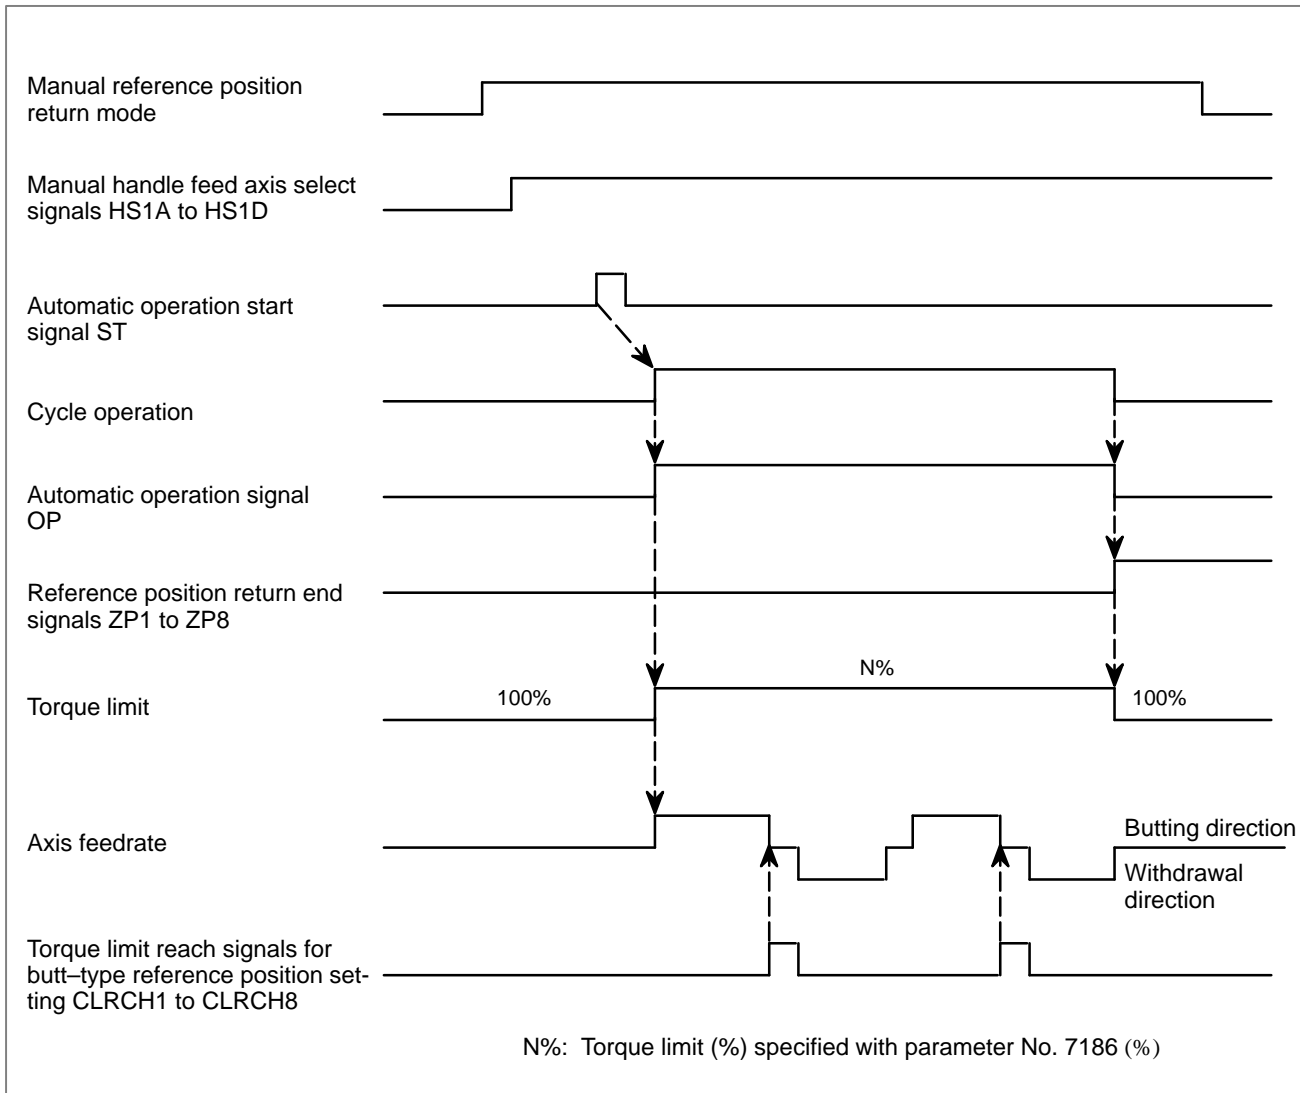 Manual reference position
return mode
Manual handle feed axis select
signals HS1A to HS1D
Automatic operation start
signal ST
Cycle operation
Automatic operation signal
OP
Reference position return end
signals ZP1 to ZP8
N%
Torque limit
100%
100%
Axis feedrate
Butting direction
Withdrawal
direction
Torque limit reach signals for
butt–type reference position set-
ting CLRCH1 to CLRCH8
N%: Torque limit (%) specified with parameter No. 7186 (%)